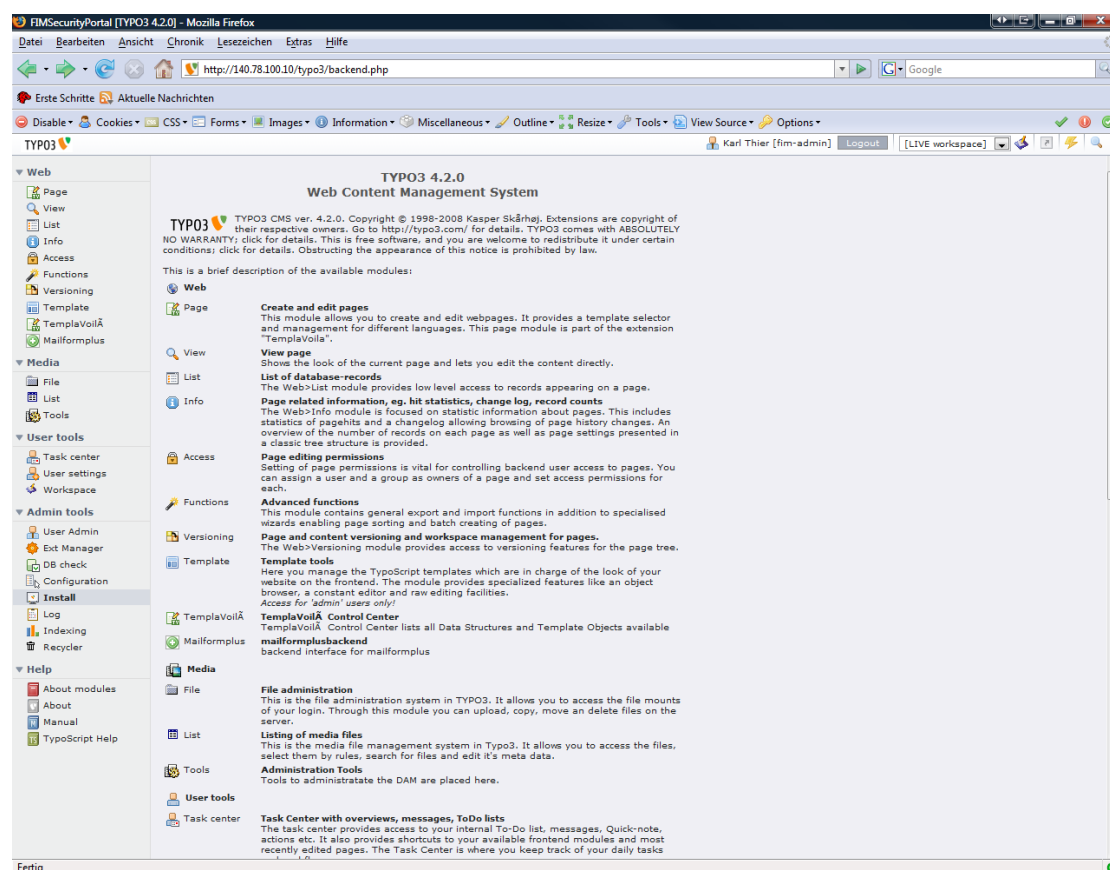 FIMSecurityPortal [TYPO3 4.2.0] - Mozilla Firefox
Datei Bearbeiten Ansicht Chronik Lesezeichen Extras Hilfe
http://140.78.100.10/typo3/backend.php
Google
Erste Schritte Aktuelle Nachrichten
Disable Cookies CSS Forms Images Information Miscellaneous Outline Resize Tools View Source Options
TYPO3
Karl Thier [fim-admin] Logout [LIVE workspace]
Web
Page
View
List
Info
Access
Functions
Versioning
Template
TemplaVoilÃ
Mailformplus
Media
File
List
Tools
User tools
Task center
User settings
Workspace
Admin tools
User Admin
Ext Manager
DB check
Configuration
Install
Log
Indexing
Recycler
Help
About modules
About
Manual
TypoScript Help
TYPO3 4.2.0
Web Content Management System
TYPO3
TYPO3 CMS ver. 4.2.0. Copyright © 1998-2008 Kasper Skårhøj. Extensions are copyright of
their respective owners. Go to http://typo3.com/ for details. TYPO3 comes with ABSOLUTELY
NO WARRANTY; click for details. This is free software, and you are welcome to redistribute it under certain
conditions; click for details. Obstructing the appearance of this notice is prohibited by law.
This is a brief description of the available modules:
Web
Page Create and edit pages
This module allows you to create and edit webpages. It provides a template selector
and management for different languages. This page module is part of the extension
"TemplaVoila".
View View page
Shows the look of the current page and lets you edit the content directly.
List List of database-records
The Web>List module provides low level access to records appearing on a page.
Info Page related information, eg. hit statistics, change log, record counts
The Web>Info module is focused on statistic information about pages. This includes
statistics of pagehits and a changelog allowing browsing of page history changes. An
overview of the number of records on each page as well as page settings presented in
a classic tree structure is provided.
Access Page editing permissions
Setting of page permissions is vital for controlling backend user access to pages. You
can assign a user and a group as owners of a page and set access permissions for
each.
Functions Advanced functions
This module contains general export and import functions in addition to specialised
wizards enabling page sorting and batch creating of pages.
Versioning Page and content versioning and workspace management for pages.
The Web>Versioning module provides access to versioning features for the page tree.
Template Template tools
Here you manage the TypoScript templates which are in charge of the look of your
website on the frontend. The module provides specialized features like an object
browser, a constant editor and raw editing facilities.
Access for 'admin' users only!
TemplaVoilÃ TemplaVoilÃ Control Center
TemplaVoilÃ Control Center lists all Data Structures and Template Objects available
Mailformplus mailformplusbackend
backend interface for mailformplus
Media
File File administration
This is the file administration system in TYPO3. It allows you to access the file mounts
of your login. Through this module you can upload, copy, move an delete files on the
server.
List Listing of media files
This is the media file management system in Typo3. It allows you to access the files,
select them by rules, search for files and edit it's meta data.
Tools Administration Tools
Tools to administratate the DAM are placed here.
User tools
Task center Task Center with overviews, messages, ToDo lists
The task center provides access to your internal To-Do list, messages, Quick-note,
actions etc. It also provides shortcuts to your available frontend modules and most
recently edited pages. The Task Center is where you keep track of your daily tasks
Fertig